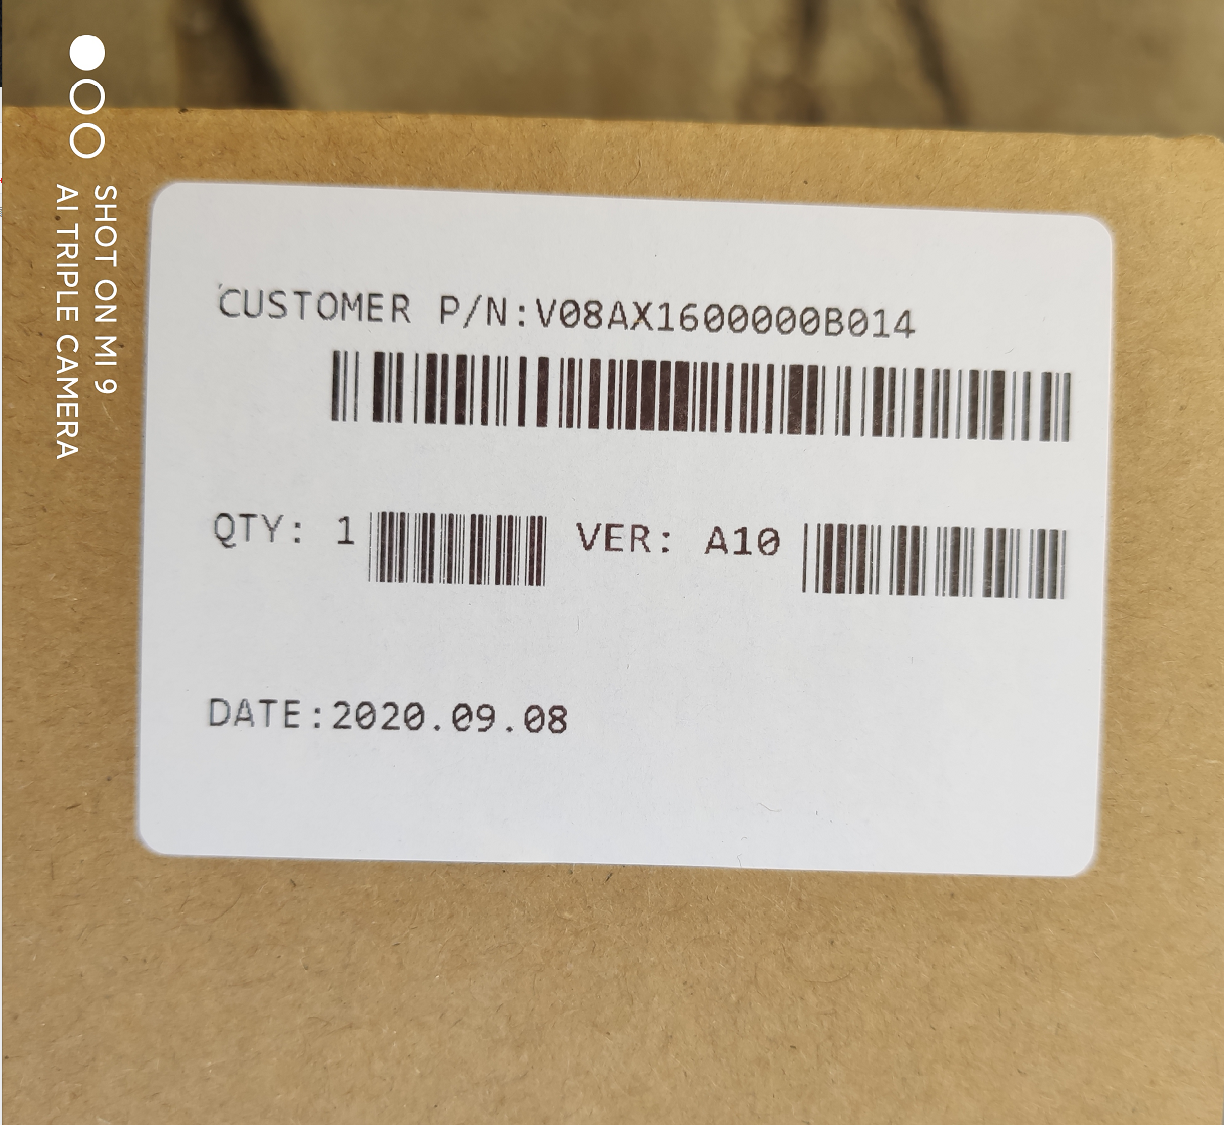 CUSTOMER P/N:V08AX1600000B014
QTY: 1
VER: A10
DATE:2020.09.08
SHOT ON MI 9
AI TRIPLE CAMERA